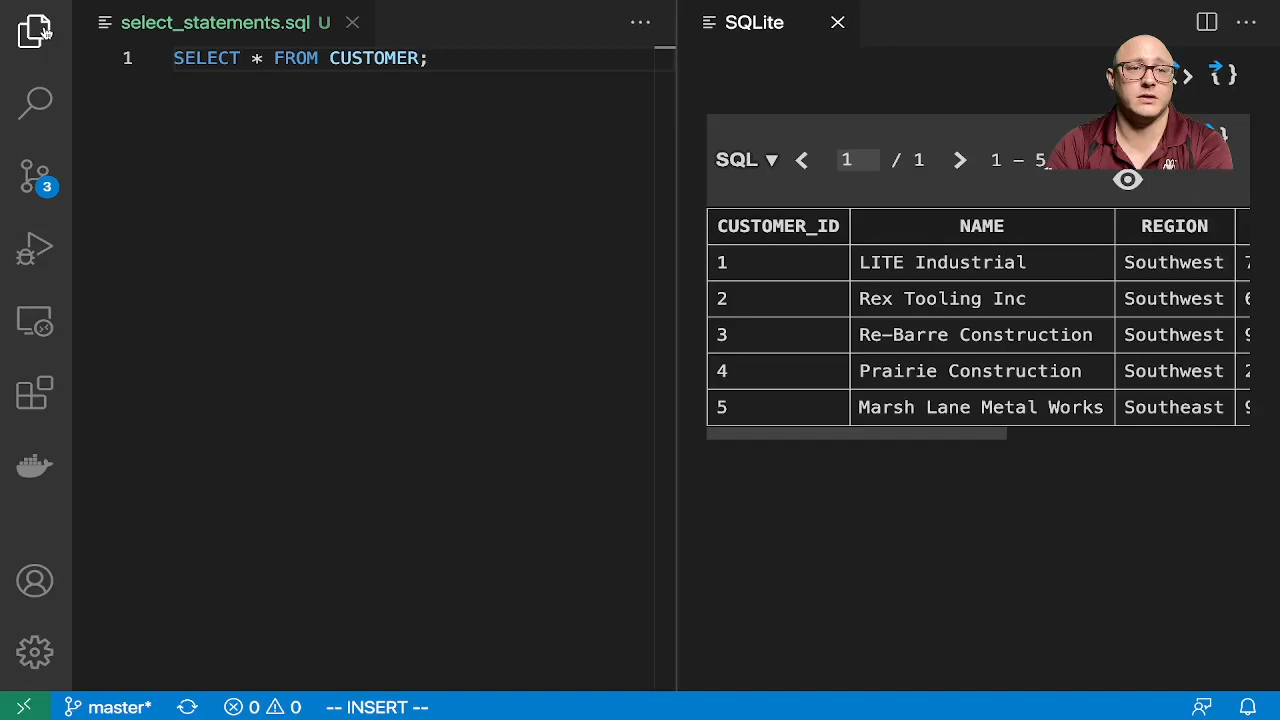 select_statements.sql U
SQLite
1 SELECT * FROM CUSTOMER;
SQL ▼ 1 / 1 1 – 5
CUSTOMER_ID NAME REGION
1 LITE Industrial Southwest
2 Rex Tooling Inc Southwest
3 Re-Barre Construction Southwest
4 Prairie Construction Southwest
5 Marsh Lane Metal Works Southeast
3
master* 0 0 -- INSERT --